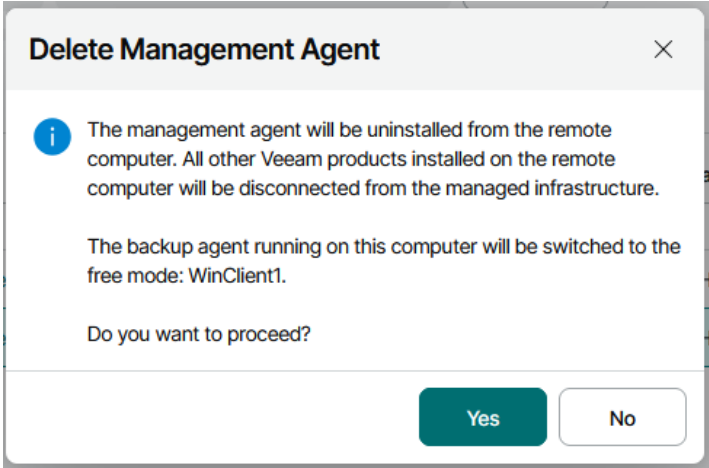 Delete Management Agent
The management agent will be uninstalled from the remote
computer. All other Veeam products installed on the remote
computer will be disconnected from the managed infrastructure.
The backup agent running on this computer will be switched to the
free mode: WinClient1.
Do you want to proceed?
Yes
No